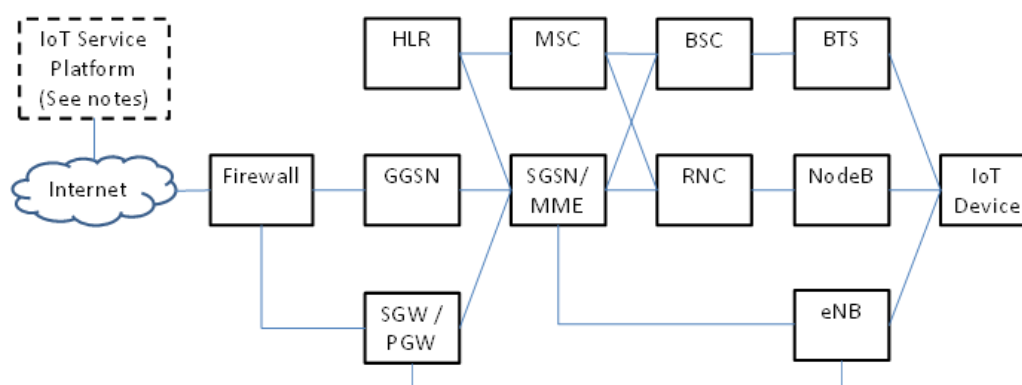 IoT Service
Platform
(See notes)
HLR
MSC
BSC
BTS
Internet
Firewall
GGSN
SGSN/
MME
RNC
NodeB
IoT
Device
SGW /
PGW
eNB